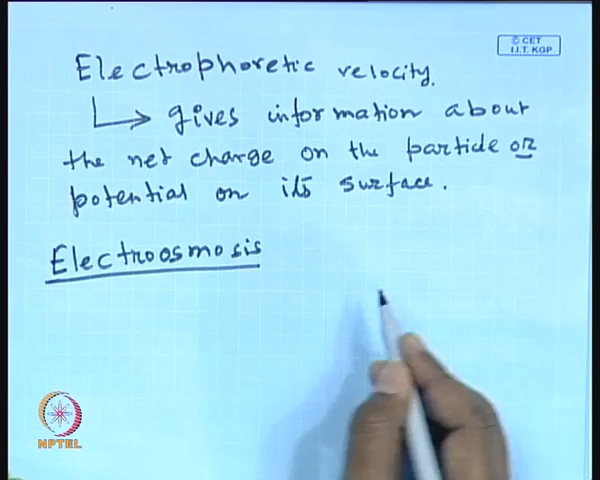 © CET
I.I.T. KGP
Electrophoretic velocity.
gives information about
the net charge on the particle or
potential on its surface.
Electroosmosis
NPTEL